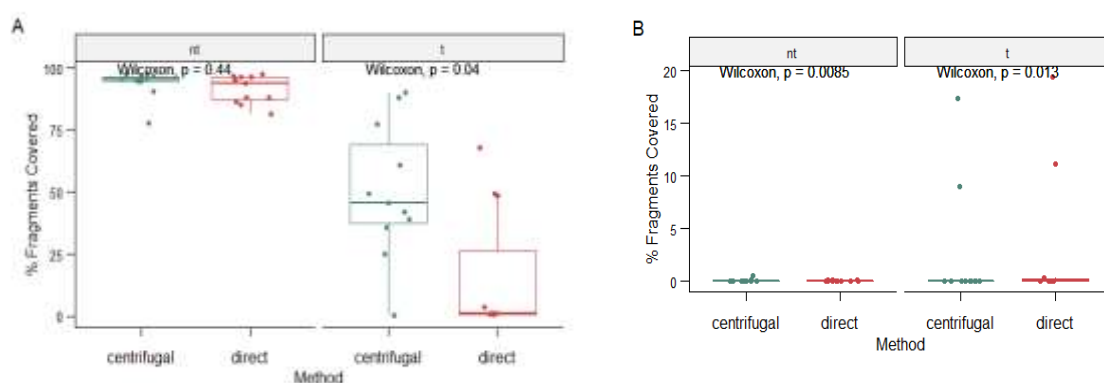 A
nt
t
Wilcoxon, p = 0.44
Wilcoxon, p = 0.04
100
75
50
25
0
% Fragments Covered
centrifugal
direct
centrifugal
direct
Method
B
nt
t
Wilcoxon, p = 0.0085
Wilcoxon, p = 0.013
20
15
10
5
0
% Fragments Covered
centrifugal
direct
centrifugal
direct
Method